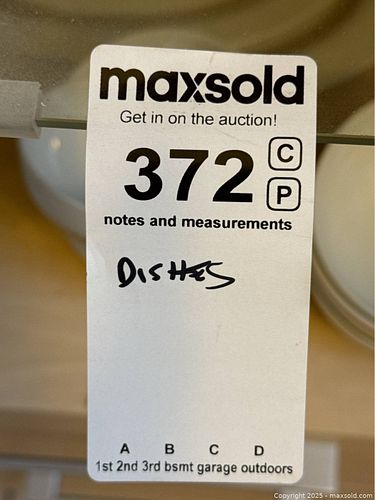 maxsold
Get in on the auction!
372 C
P
notes and measurements
DISHES
A B C D
1st 2nd 3rd bsmt garage outdoors
Copyright 2025 - maxsold.com